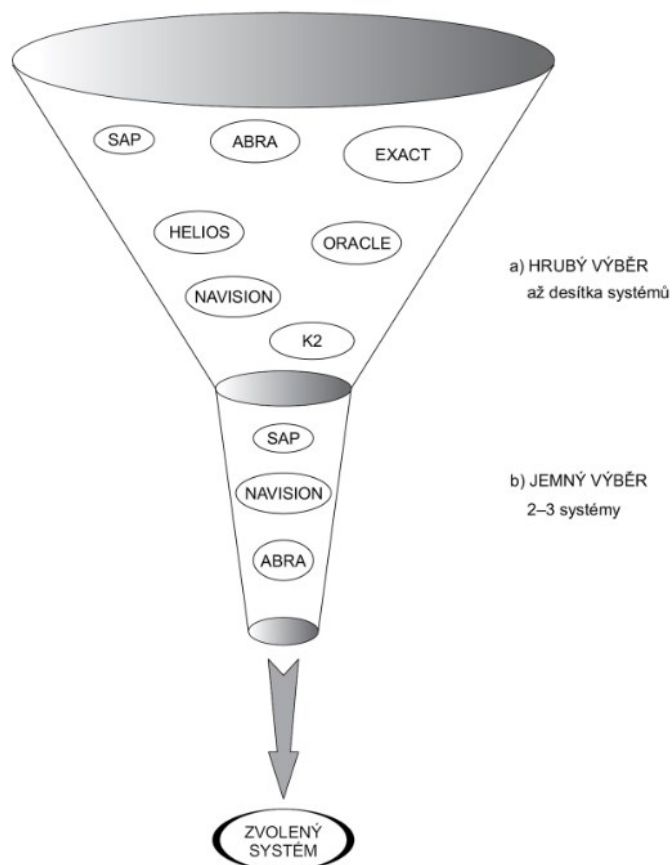 SAP
ABRA
EXACT
HELIOS
ORACLE
NAVISION
K2
a) HRUBÝ VÝBĚR
až desítka systémů
SAP
NAVISION
ABRA
b) JEMNÝ VÝBĚR
2–3 systémy
ZVOLENÝ
SYSTÉM